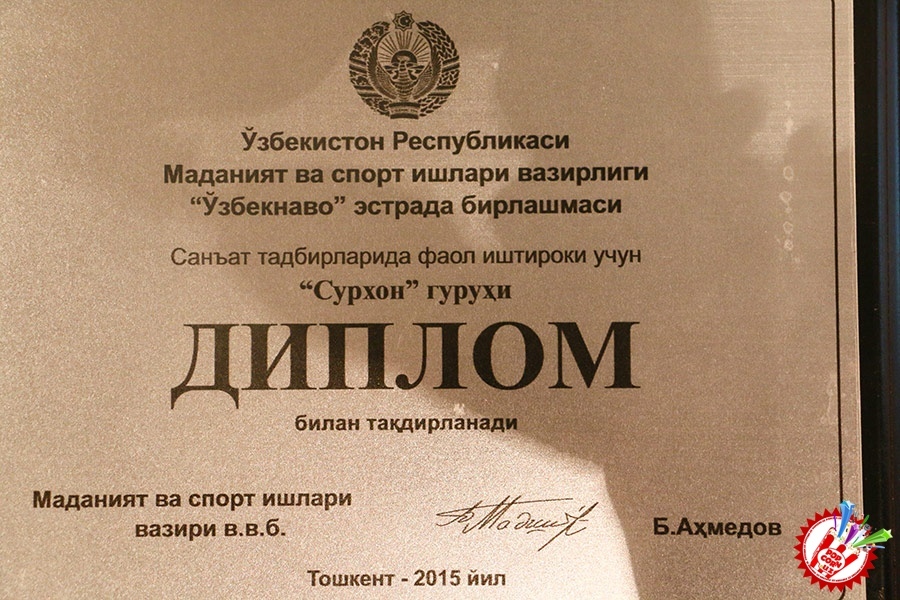 Ўзбекистон Республикаси
Маданият ва спорт ишлари вазирлиги
“Ўзбекнаво” эстрада бирлашмаси
Санъат тадбирларида фаол иштироки учун
“Сурхон” гуруҳи
ДИПЛОМ
билан тақдирланади
Маданият ва спорт ишлари
вазири в.в.б.
Б.Аҳмедов
Тошкент - 2015 йил